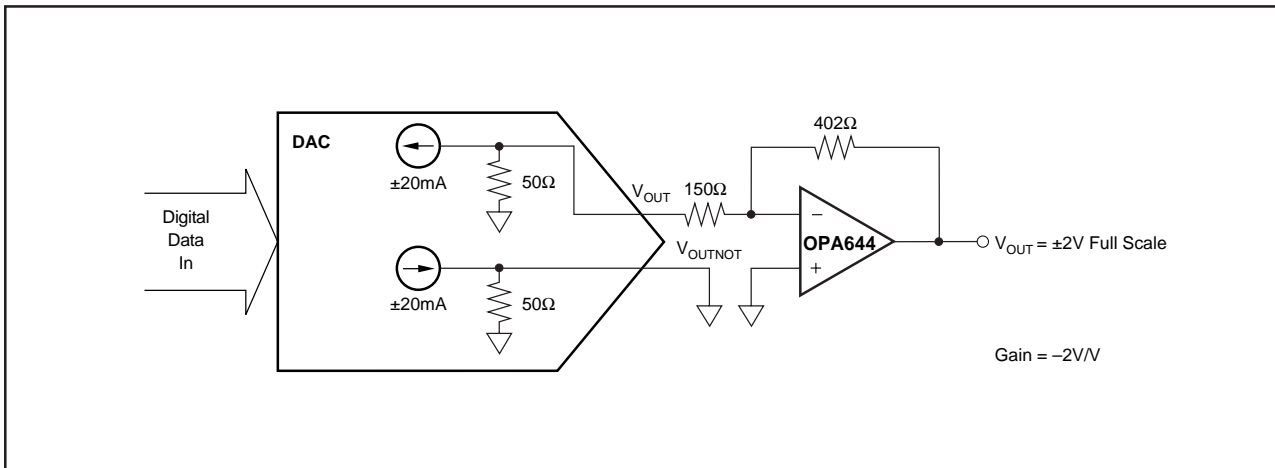 DAC
±20mA
50Ω
±20mA
50Ω
Digital
Data
In
V_OUT
150Ω
V_OUTNOT
402Ω
–
OPA644
+
V_OUT = ±2V Full Scale
Gain = –2V/V